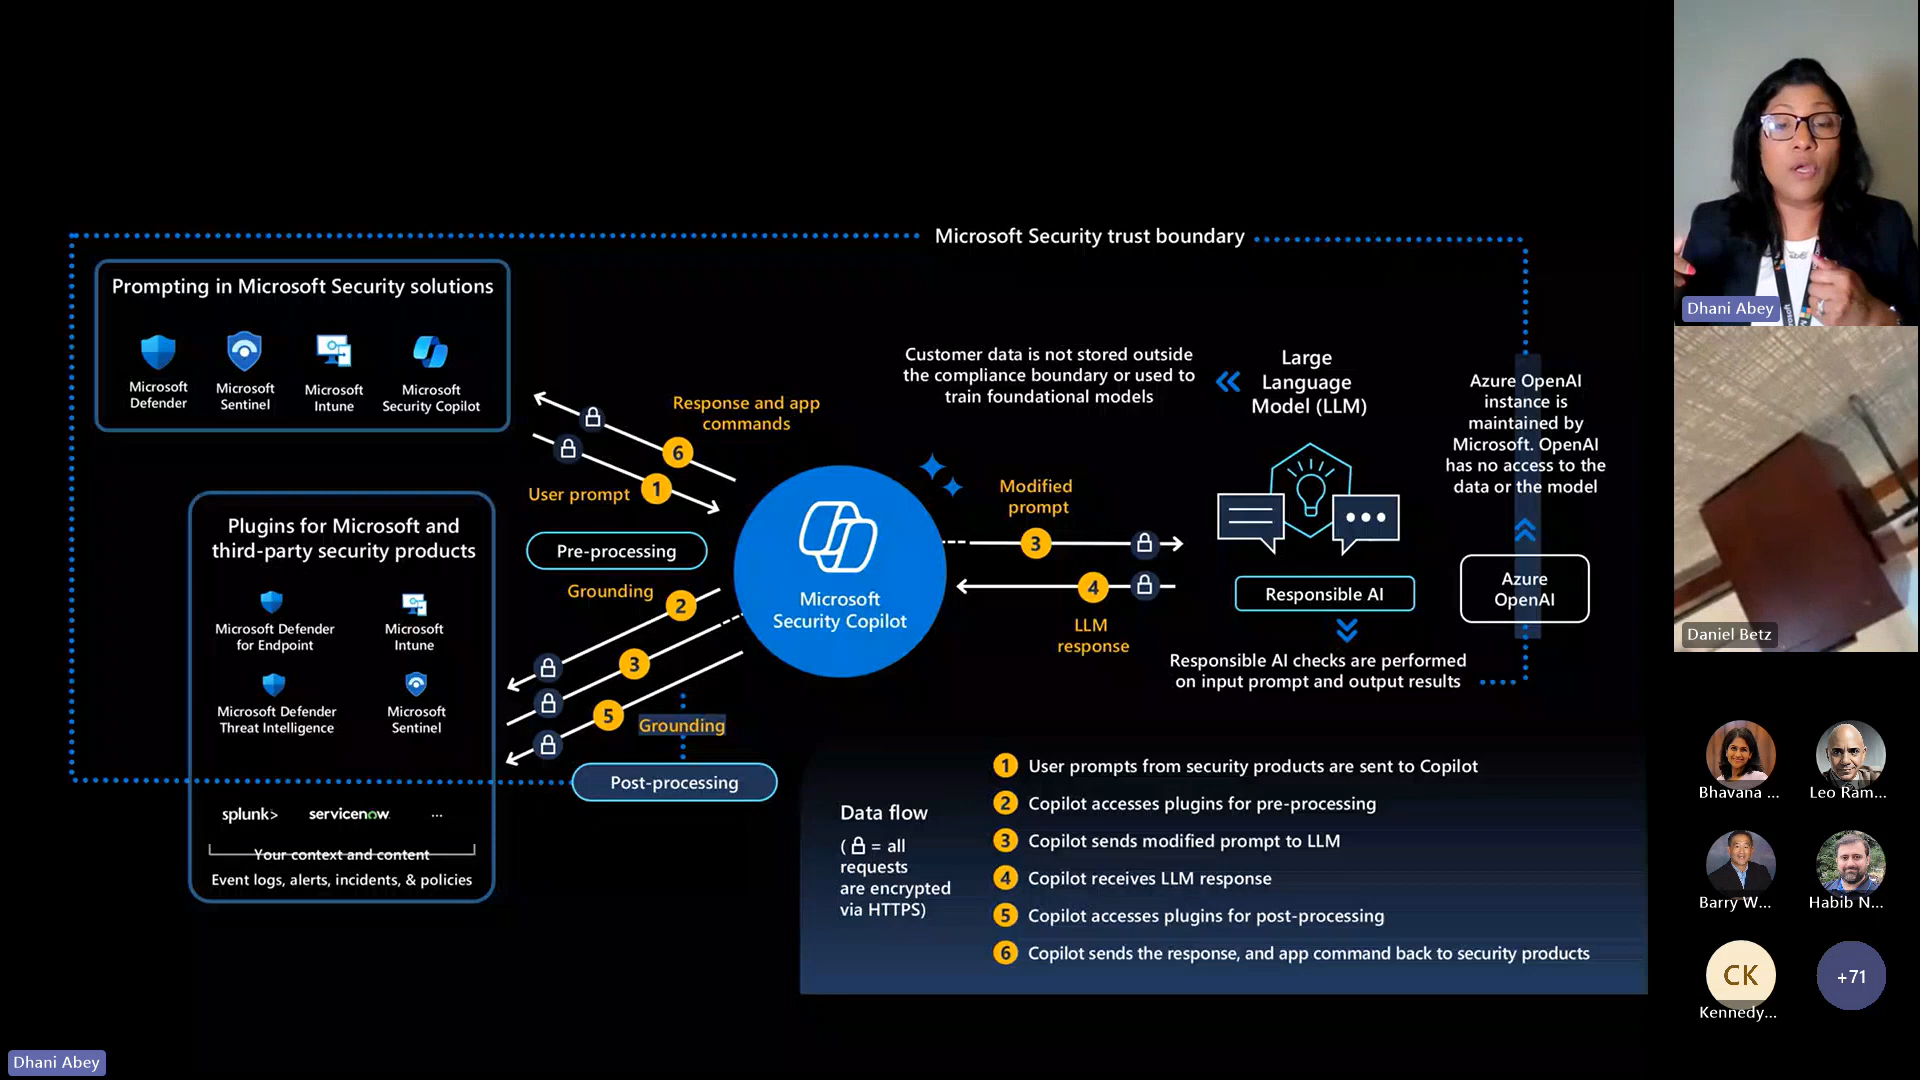 Microsoft Security trust boundary
Prompting in Microsoft Security solutions
Microsoft
Defender
Microsoft
Sentinel
Microsoft
Intune
Microsoft
Security Copilot
Plugins for Microsoft and
third-party security products
Microsoft Defender
for Endpoint
Microsoft
Intune
Microsoft Defender
Threat Intelligence
Microsoft
Sentinel
splunk>
servicenow
...
Your context and content
Event logs, alerts, incidents, & policies
Response and app
commands
6
User prompt
1
Pre-processing
Grounding
2
3
5
Grounding
Post-processing
Microsoft
Security Copilot
Modified
prompt
3
4
LLM
response
Customer data is not stored outside
the compliance boundary or used to
train foundational models
Large
Language
Model (LLM)
Responsible AI
Responsible AI checks are performed
on input prompt and output results
Azure OpenAI
instance is
maintained by
Microsoft. OpenAI
has no access to the
data or the model
Azure
OpenAI
Data flow
( = all
requests
are encrypted
via HTTPS)
1 User prompts from security products are sent to Copilot
2 Copilot accesses plugins for pre-processing
3 Copilot sends modified prompt to LLM
4 Copilot receives LLM response
5 Copilot accesses plugins for post-processing
6 Copilot sends the response, and app command back to security products
Dhani Abey
Dhani Abey
Daniel Betz
Bhavana ...
Leo Ram...
Barry W...
Habib N...
CK
Kennedy...
+71